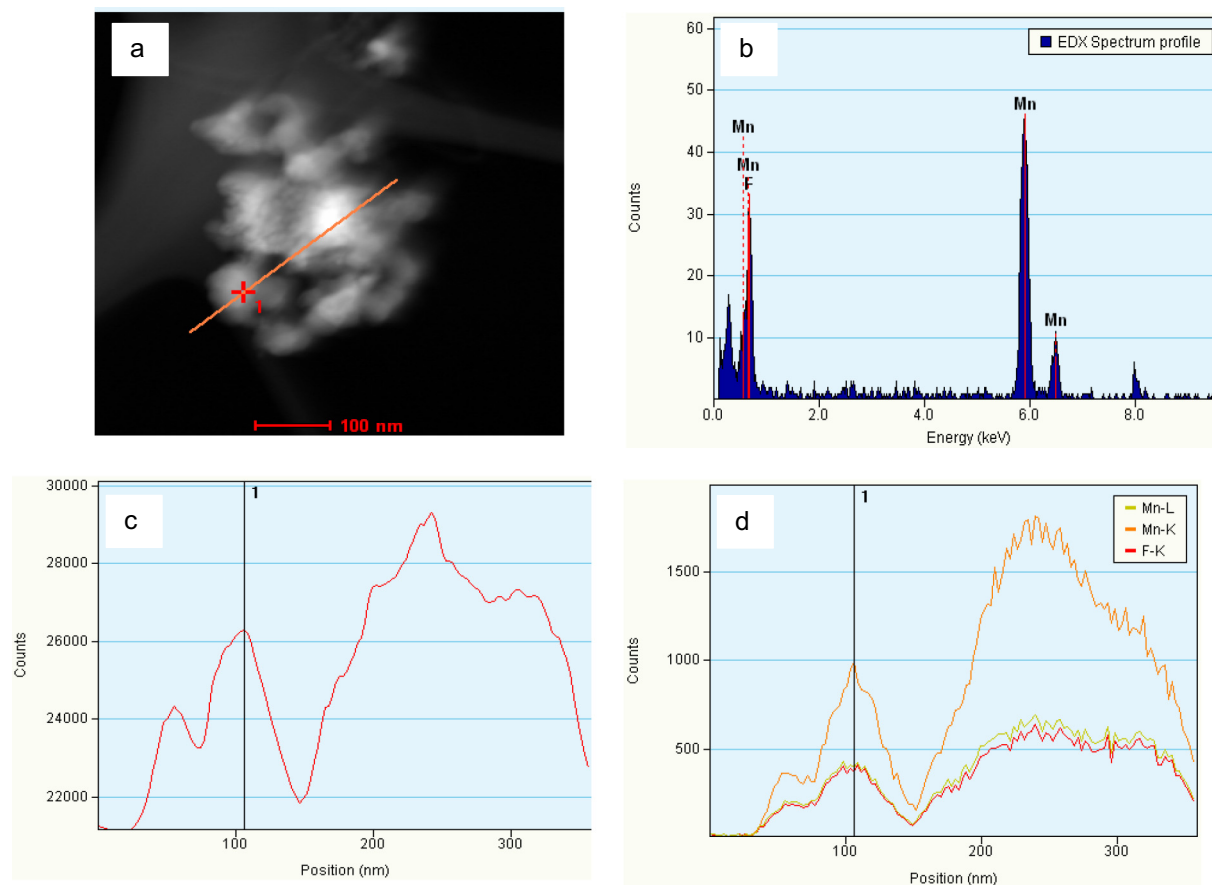 a
1
100 nm
b
EDX Spectrum profile
60
50
40
30
20
10
Counts
Mn
Mn
F
Mn
Mn
0.0 2.0 4.0 6.0 8.0
Energy (keV)
c
1
30000
28000
26000
24000
22000
Counts
100 200 300
Position (nm)
d
1
Mn-L
Mn-K
F-K
1500
1000
500
Counts
100 200 300
Position (nm)